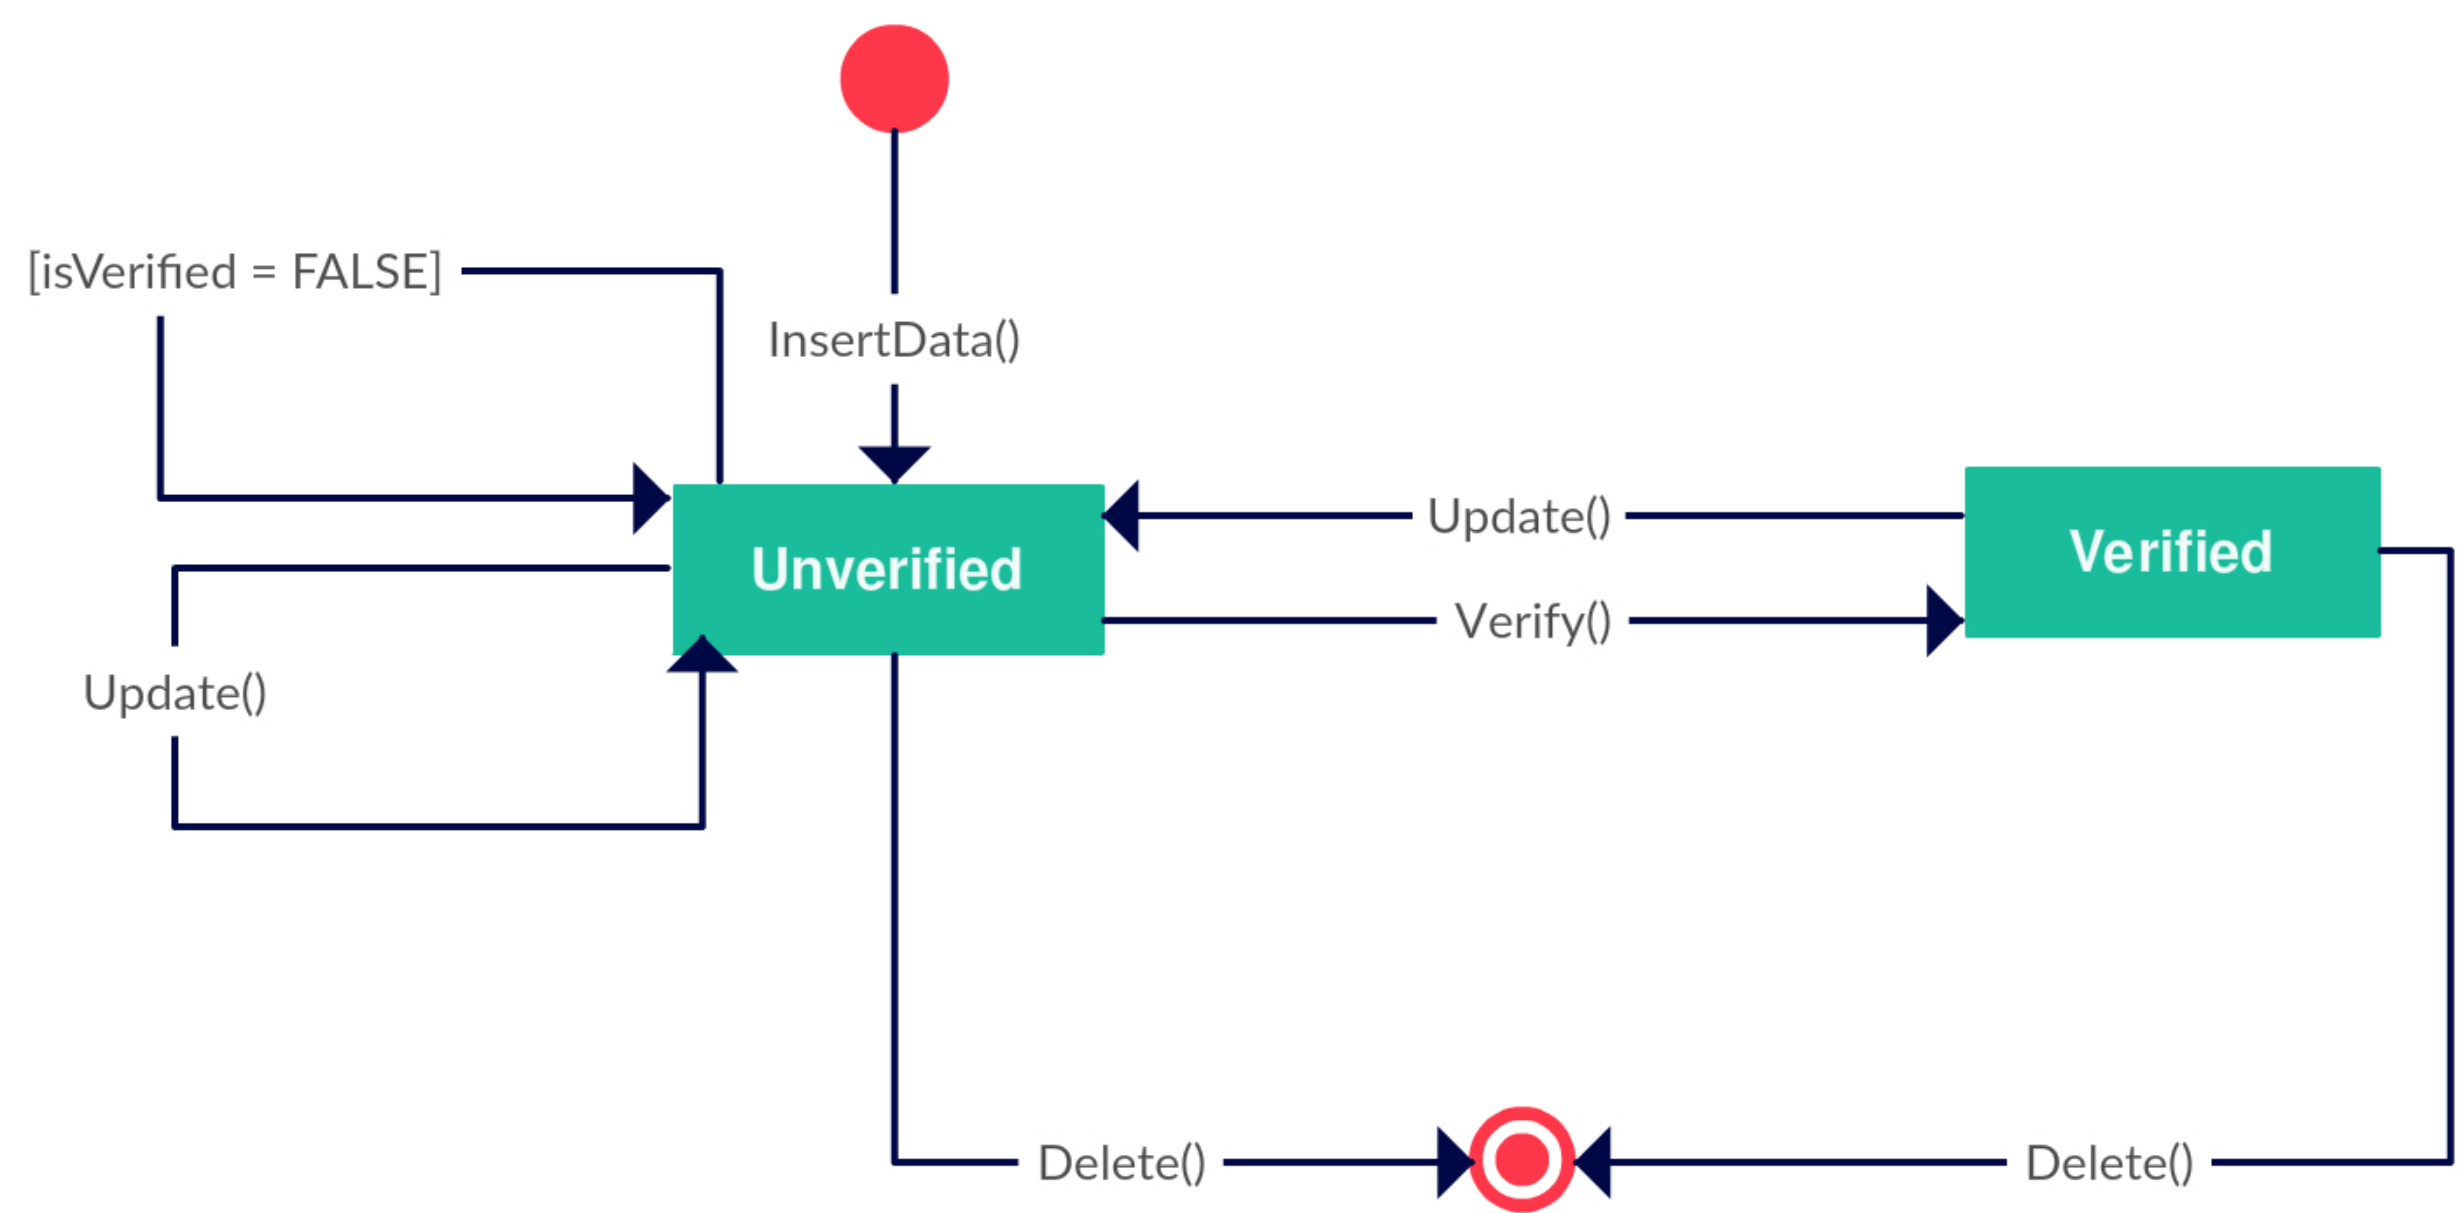 [isVerified = FALSE]
InsertData()
Update()
Verified
Unverified
Verify()
Update()
Delete()
Delete()